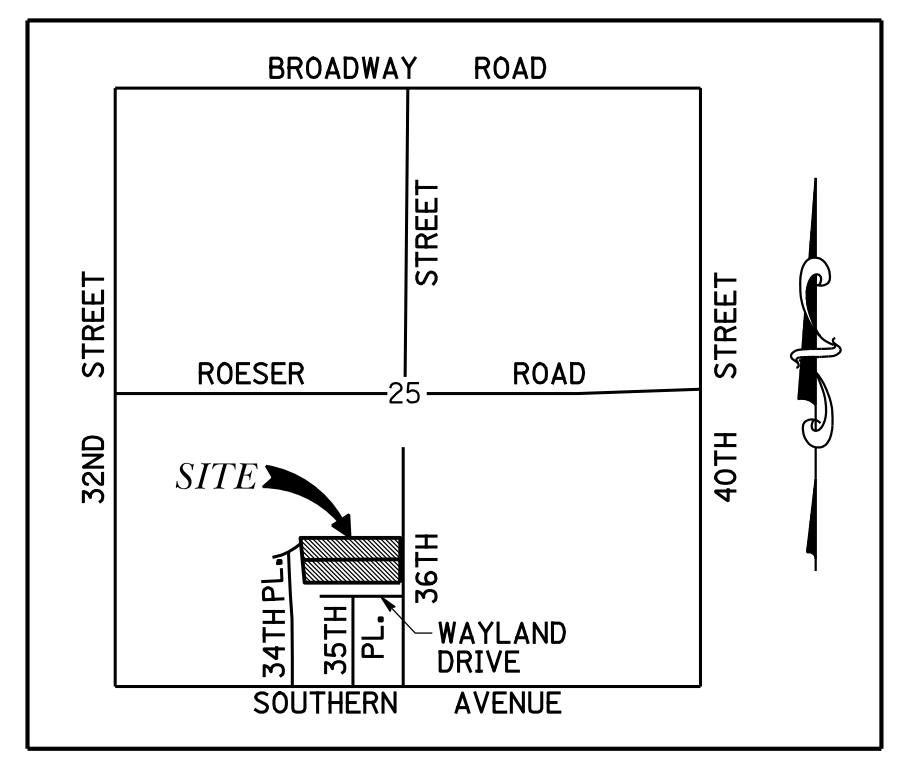 BROADWAY ROAD
STREET
STREET
STREET
ROESER ROAD
25
32ND
40TH
SITE
36TH
34TH PL.
35TH
PL.
WAYLAND
DRIVE
SOUTHERN AVENUE